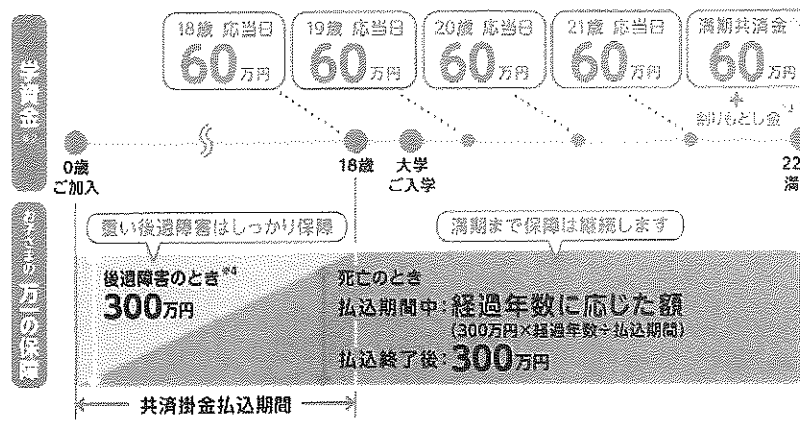 学資金
18歳 応当日
60万円
19歳 応当日
60万円
20歳 応当日
60万円
21歳 応当日
60万円
満期共済金
60万円
+
割りもどし金
0歳
ご加入
18歳
大学
ご入学
22
満
お子さまの
万一の保障
重い後遺障害はしっかり保障
満期まで保障は継続します
後遺障害のとき※4
300万円
死亡のとき
払込期間中:経過年数に応じた額
(300万円×経過年数÷払込期間)
払込終了後:300万円
共済掛金払込期間